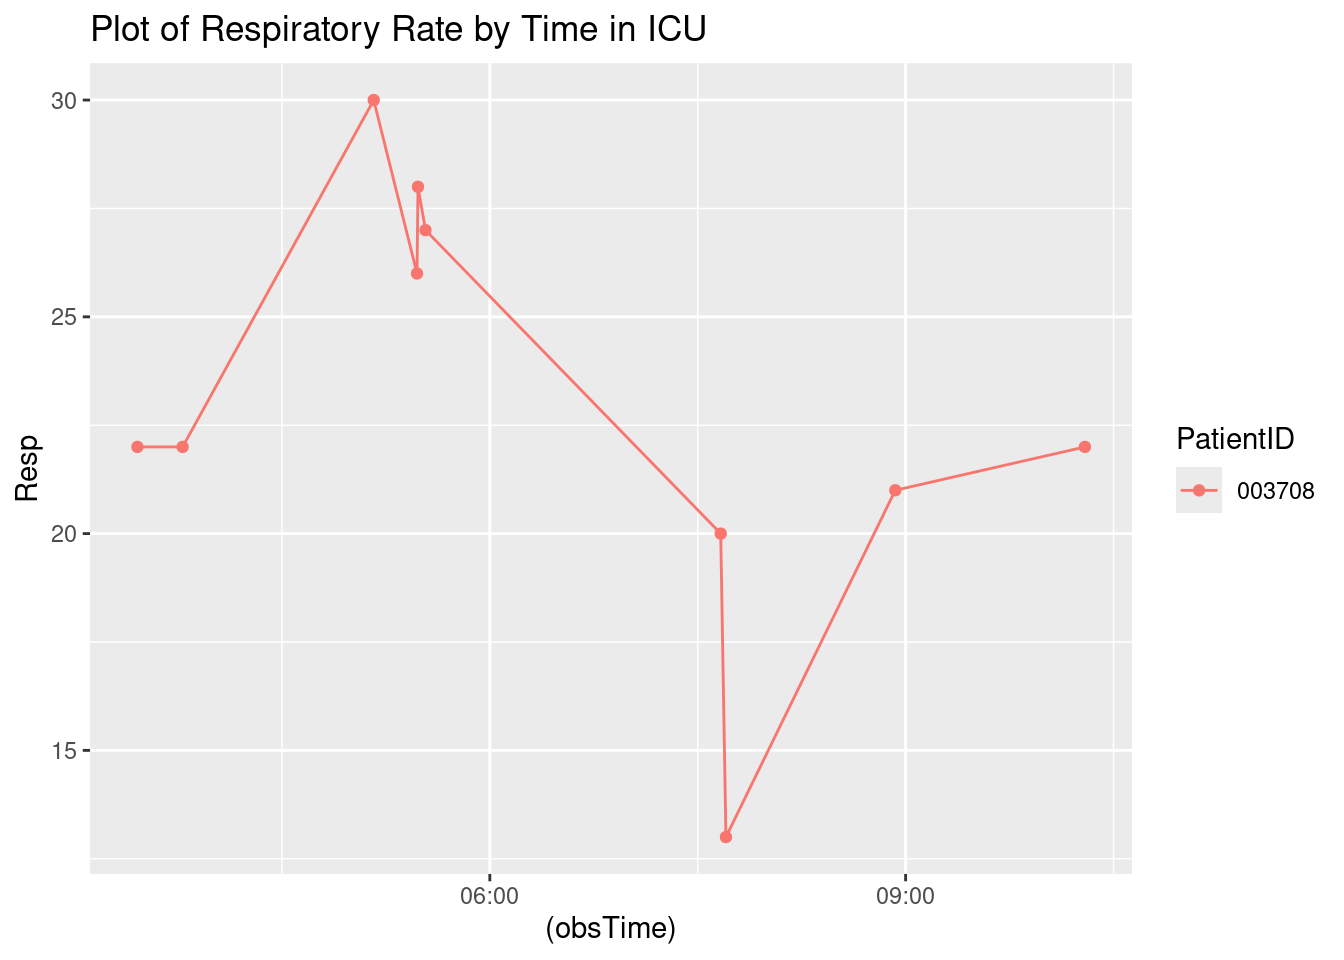 Plot of Respiratory Rate by Time in ICU
30
25
20
15
Resp
06:00
09:00
(obsTime)
PatientID
003708